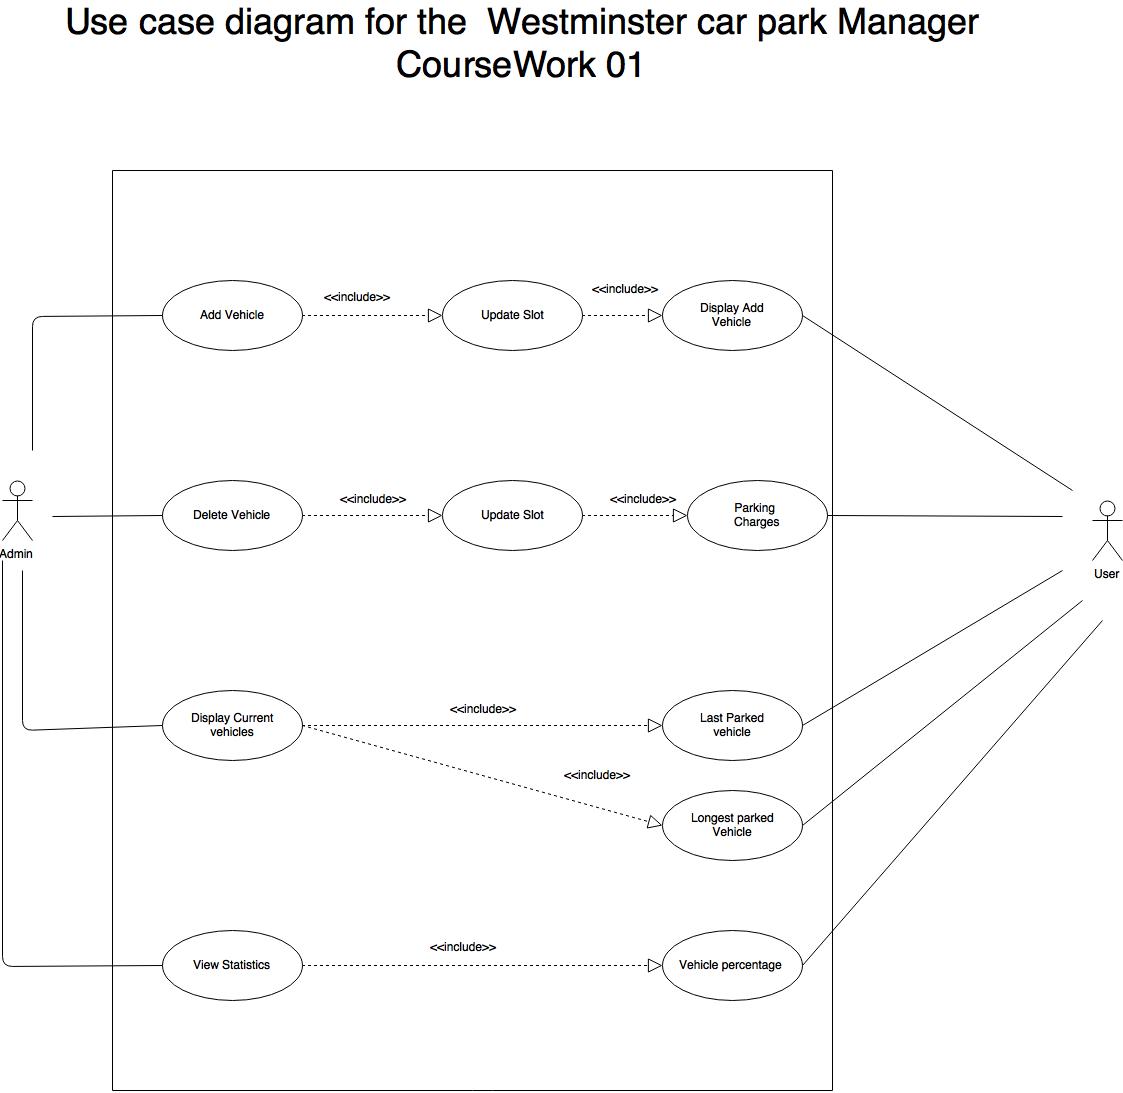 Use case diagram for the  Westminster car park Manager
CourseWork 01
Add Vehicle
<<include>>
Update Slot
<<include>>
Display Add
Vehicle
Delete Vehicle
<<include>>
Update Slot
<<include>>
Parking
Charges
Admin
User
Display Current
vehicles
<<include>>
Last Parked
vehicle
<<include>>
Longest parked
Vehicle
View Statistics
<<include>>
Vehicle percentage